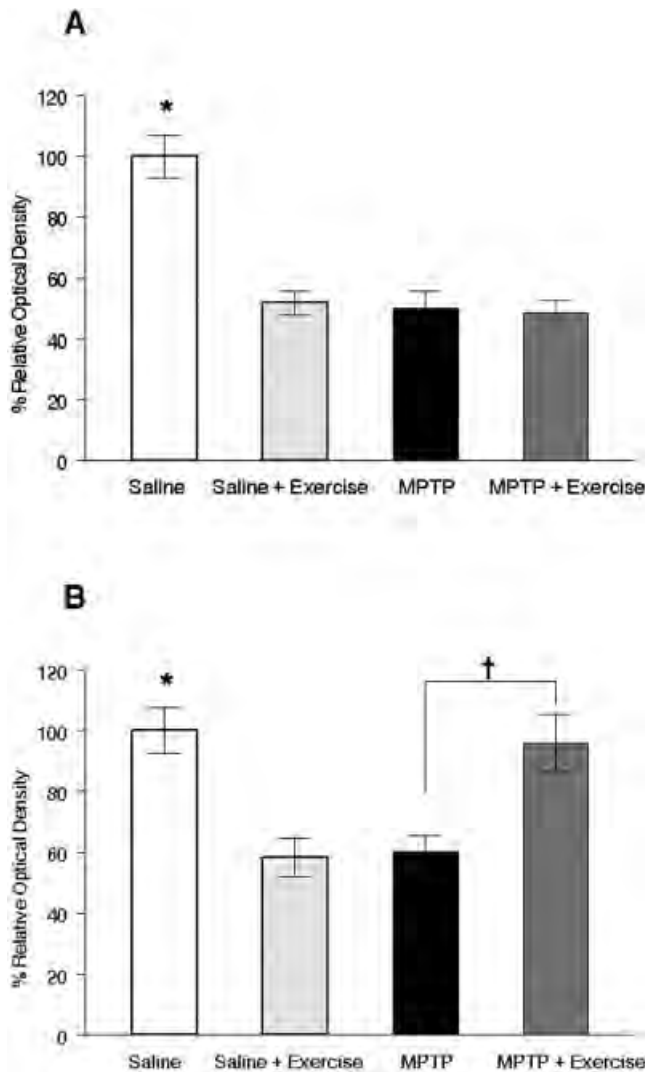 A
120
*
100
80
60
40
20
0
% Relative Optical Density
Saline Saline + Exercise MPTP MPTP + Exercise
B
120
*
†
100
80
60
40
20
0
% Relative Optical Density
Saline Saline + Exercise MPTP MPTP + Exercise